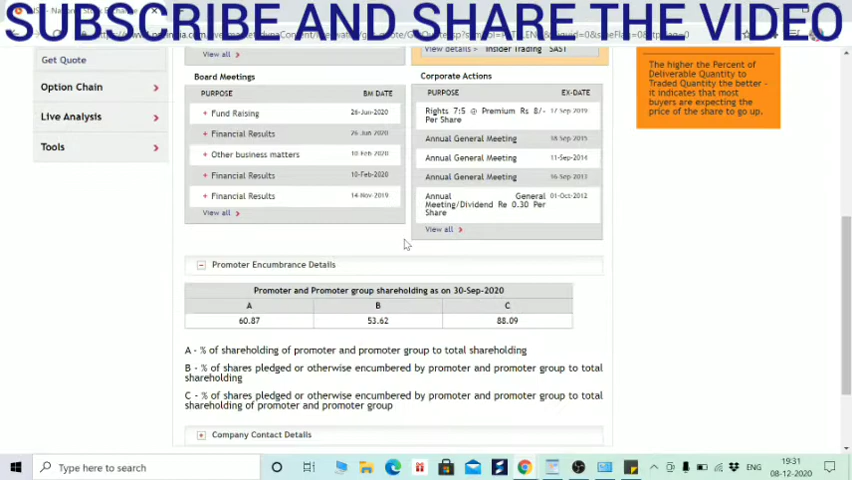 SUBSCRIBE AND SHARE THE VIDEO
Get Quote
Option Chain
Live Analysis
Tools
View all
View details > Insider Trading SAST
Board Meetings
PURPOSE BM DATE
+ Fund Raising 26-Jun-2020
+ Financial Results 26-Jun-2020
+ Other business matters 10-Feb-2020
+ Financial Results 10-Feb-2020
+ Financial Results 14-Nov-2019
View all
Corporate Actions
PURPOSE EX-DATE
Rights 7:5 @ Premium Rs 8/- 17-Sep-2019
Per Share
Annual General Meeting 18-Sep-2015
Annual General Meeting 11-Sep-2014
Annual General Meeting 16-Sep-2013
Annual General 01-Oct-2012
Meeting/Dividend Re 0.30 Per
Share
View all
The higher the Percent of
Deliverable Quantity to
Traded Quantity the better -
it indicates that most
buyers are expecting the
price of the share to go up.
Promoter Encumbrance Details
Promoter and Promoter group shareholding as on 30-Sep-2020
A B C
60.87 53.62 88.09
A - % of shareholding of promoter and promoter group to total shareholding
B - % of shares pledged or otherwise encumbered by promoter and promoter group to total
shareholding
C - % of shares pledged or otherwise encumbered by promoter and promoter group to total
shareholding of promoter and promoter group
Company Contact Details
Type here to search
ENG
19:31
08-12-2020